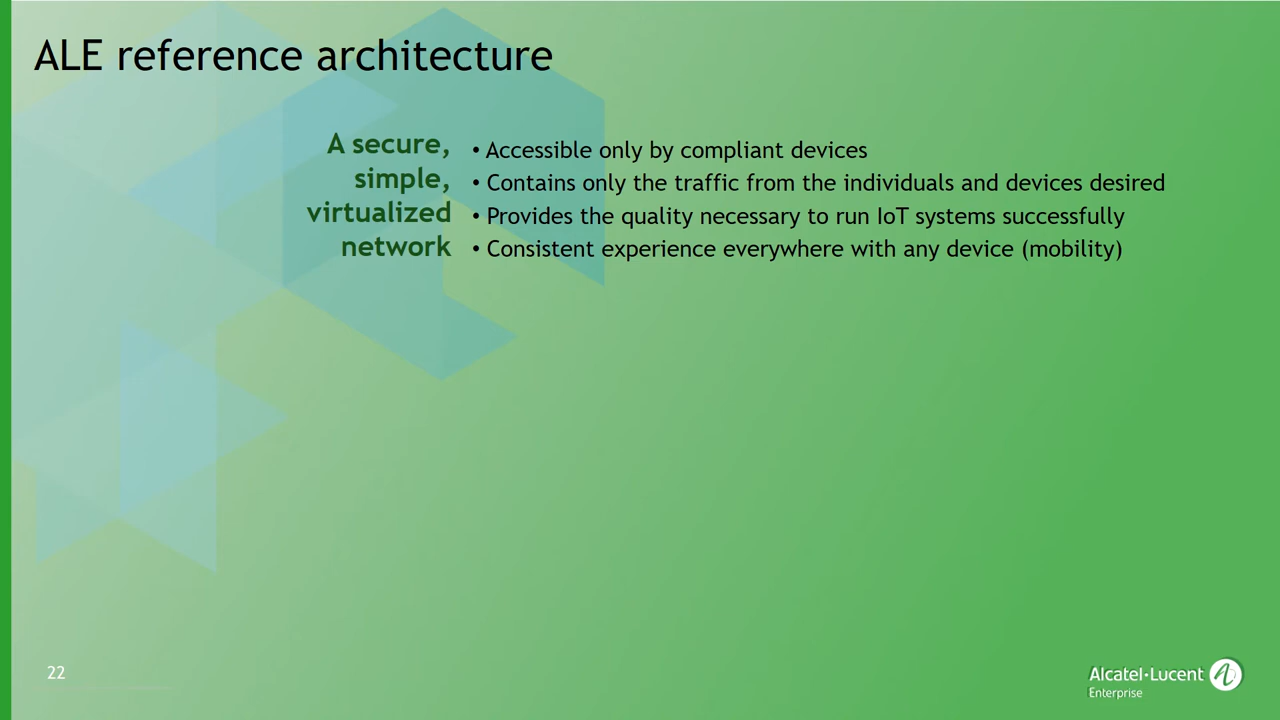 ALE reference architecture
A secure,
simple,
virtualized
network
• Accessible only by compliant devices
• Contains only the traffic from the individuals and devices desired
• Provides the quality necessary to run IoT systems successfully
• Consistent experience everywhere with any device (mobility)
22
Alcatel·Lucent
Enterprise